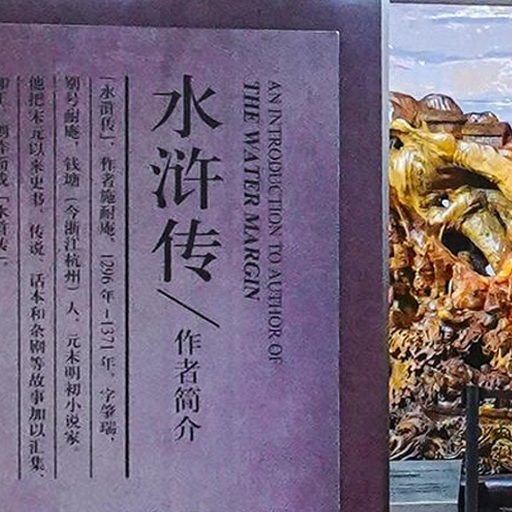 AN INTRODUCTION TO AUTHOR OF
THE WATER MARGIN
水浒传/作者简介
「水浒传」，作者施耐庵，1296年-1371年，字肇瑞，
别号耐庵，钱塘（今浙江杭州）人，元末明初小说家。
他把宋元以来史书、传说、话本和杂剧等故事加以汇集、
「水浒传」。